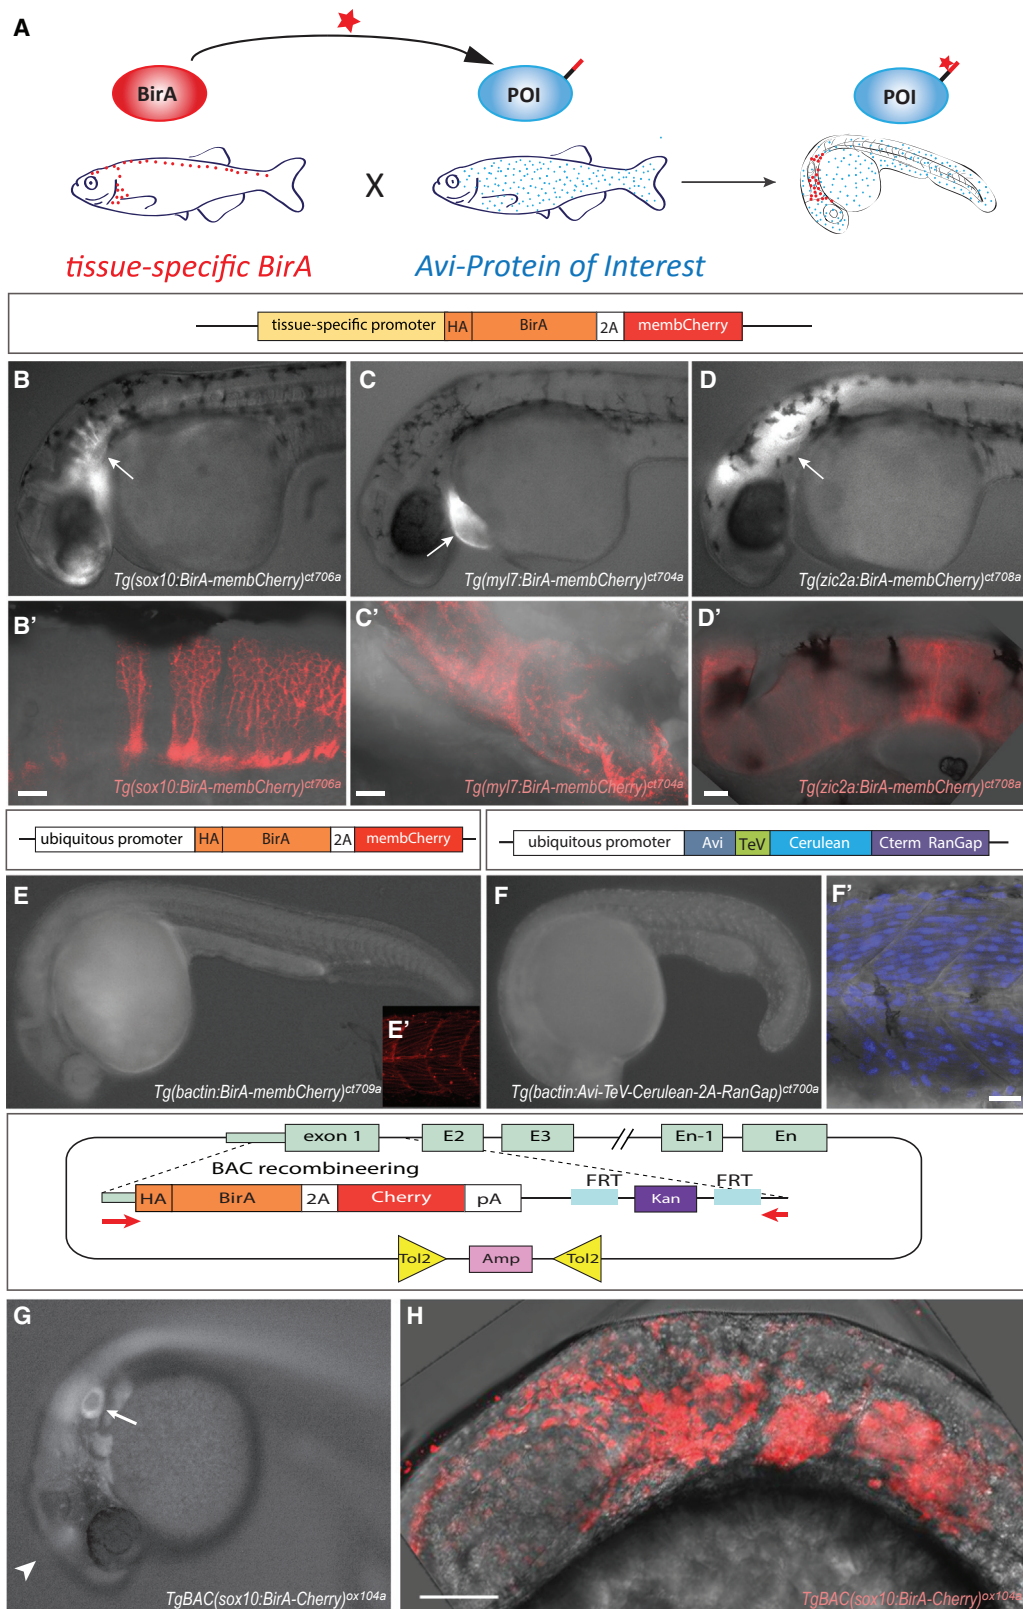 A
BirA
POI
POI
X
tissue-specific BirA
Avi-Protein of Interest
tissue-specific promoter HA BirA 2A membCherry
B
Tg(sox10:BirA-membCherry)ct706a
C
Tg(myl7:BirA-membCherry)ct704a
D
Tg(zic2a:BirA-membCherry)ct708a
B'
Tg(sox10:BirA-membCherry)ct706a
C'
Tg(myl7:BirA-membCherry)ct704a
D'
Tg(zic2a:BirA-membCherry)ct708a
ubiquitous promoter HA BirA 2A membCherry
ubiquitous promoter Avi TeV Cerulean Cterm RanGap
E
E'
Tg(bactin:BirA-membCherry)ct709a
F
Tg(bactin:Avi-TeV-Cerulean-2A-RanGap)ct700a
F'
exon 1 E2 E3 En-1 En
BAC recombineering
HA BirA 2A Cherry pA FRT Kan FRT
Tol2 Amp Tol2
G
TgBAC(sox10:BirA-Cherry)ox104a
H
TgBAC(sox10:BirA-Cherry)ox104a